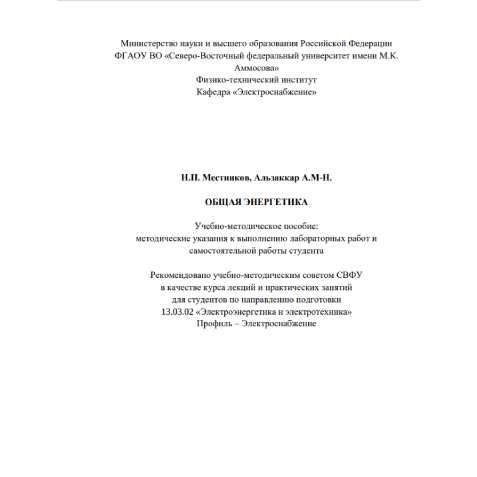 Министерство науки и высшего образования Российской Федерации
ФГАОУ ВО «Северо-Восточный федеральный университет имени М.К.
Аммосова»
Физико-технический институт
Кафедра «Электроснабжение»
Н.П. Местников, Альзаккар А.М-Н.
ОБЩАЯ ЭНЕРГЕТИКА
Учебно-методическое пособие:
методические указания к выполнению лабораторных работ и
самостоятельной работы студента
Рекомендовано учебно-методическим советом СВФУ
в качестве курса лекций и практических занятий
для студентов по направлению подготовки
13.03.02 «Электроэнергетика и электротехника»
Профиль – Электроснабжение